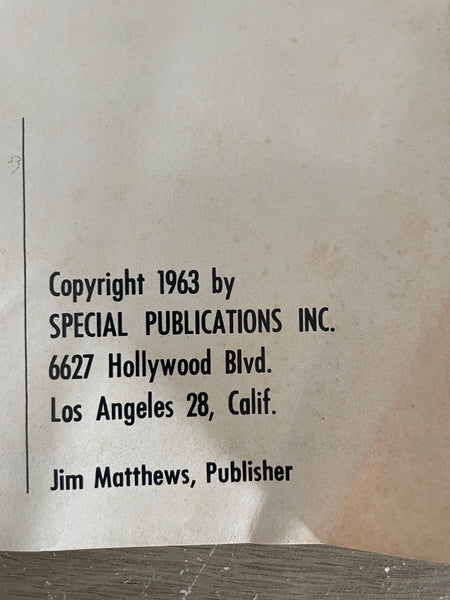 Copyright 1963 by
SPECIAL PUBLICATIONS INC.
6627 Hollywood Blvd.
Los Angeles 28, Calif.
Jim Matthews, Publisher